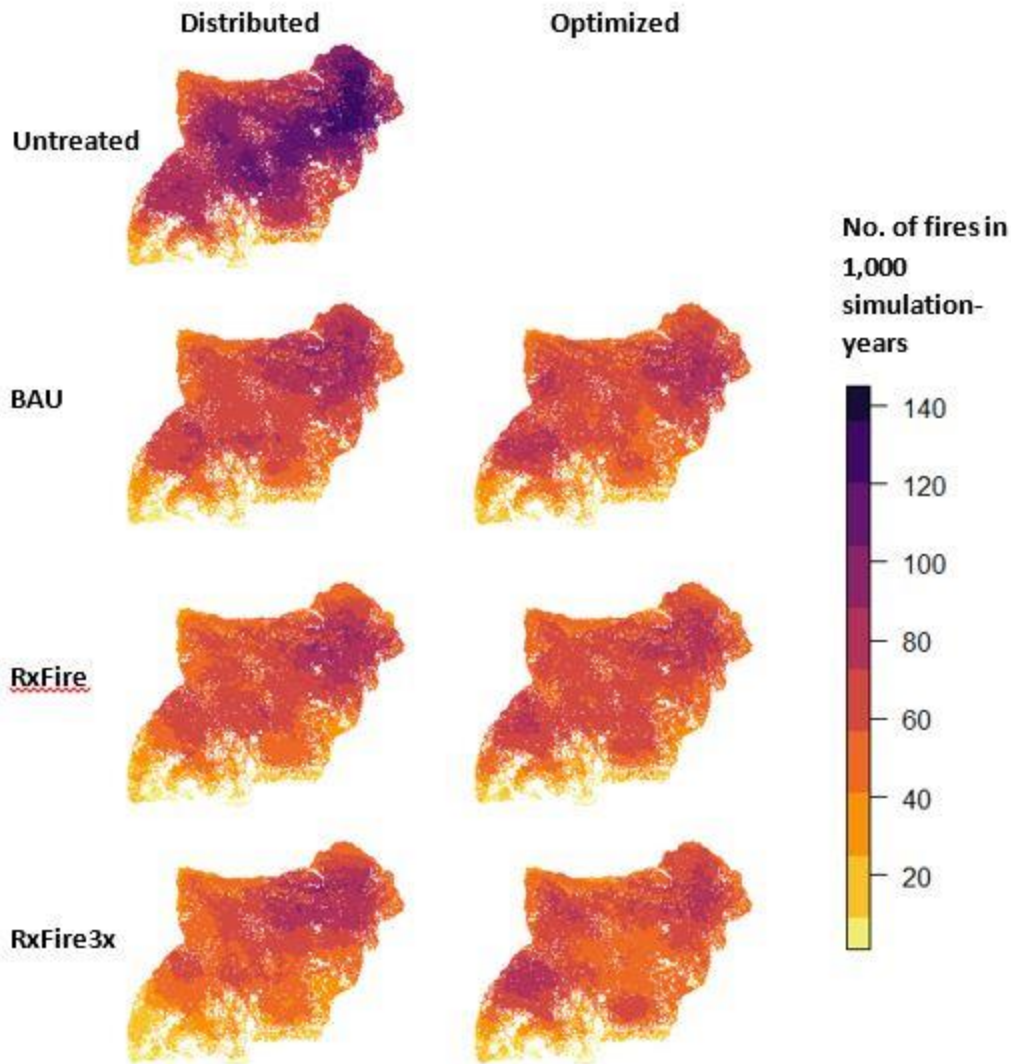 Distributed
Optimized
Untreated
No. of fires in
1,000
simulation-
years
BAU
140
120
100
80
RxFire
60
40
20
RxFire3x